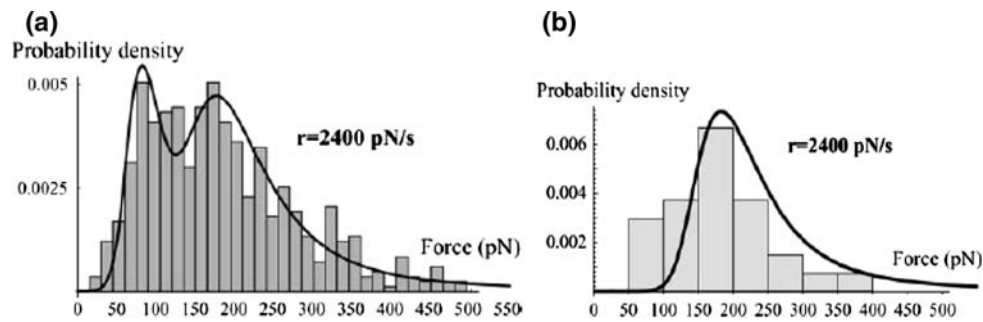 (a)
Probability density
0.005
0.0025
r=2400 pN/s
Force (pN)
0 50 100 150 200 250 300 350 400 450 500 550
(b)
Probability density
0.006
0.004
0.002
r=2400 pN/s
Force (pN)
0 50 100 150 200 250 300 350 400 450 500